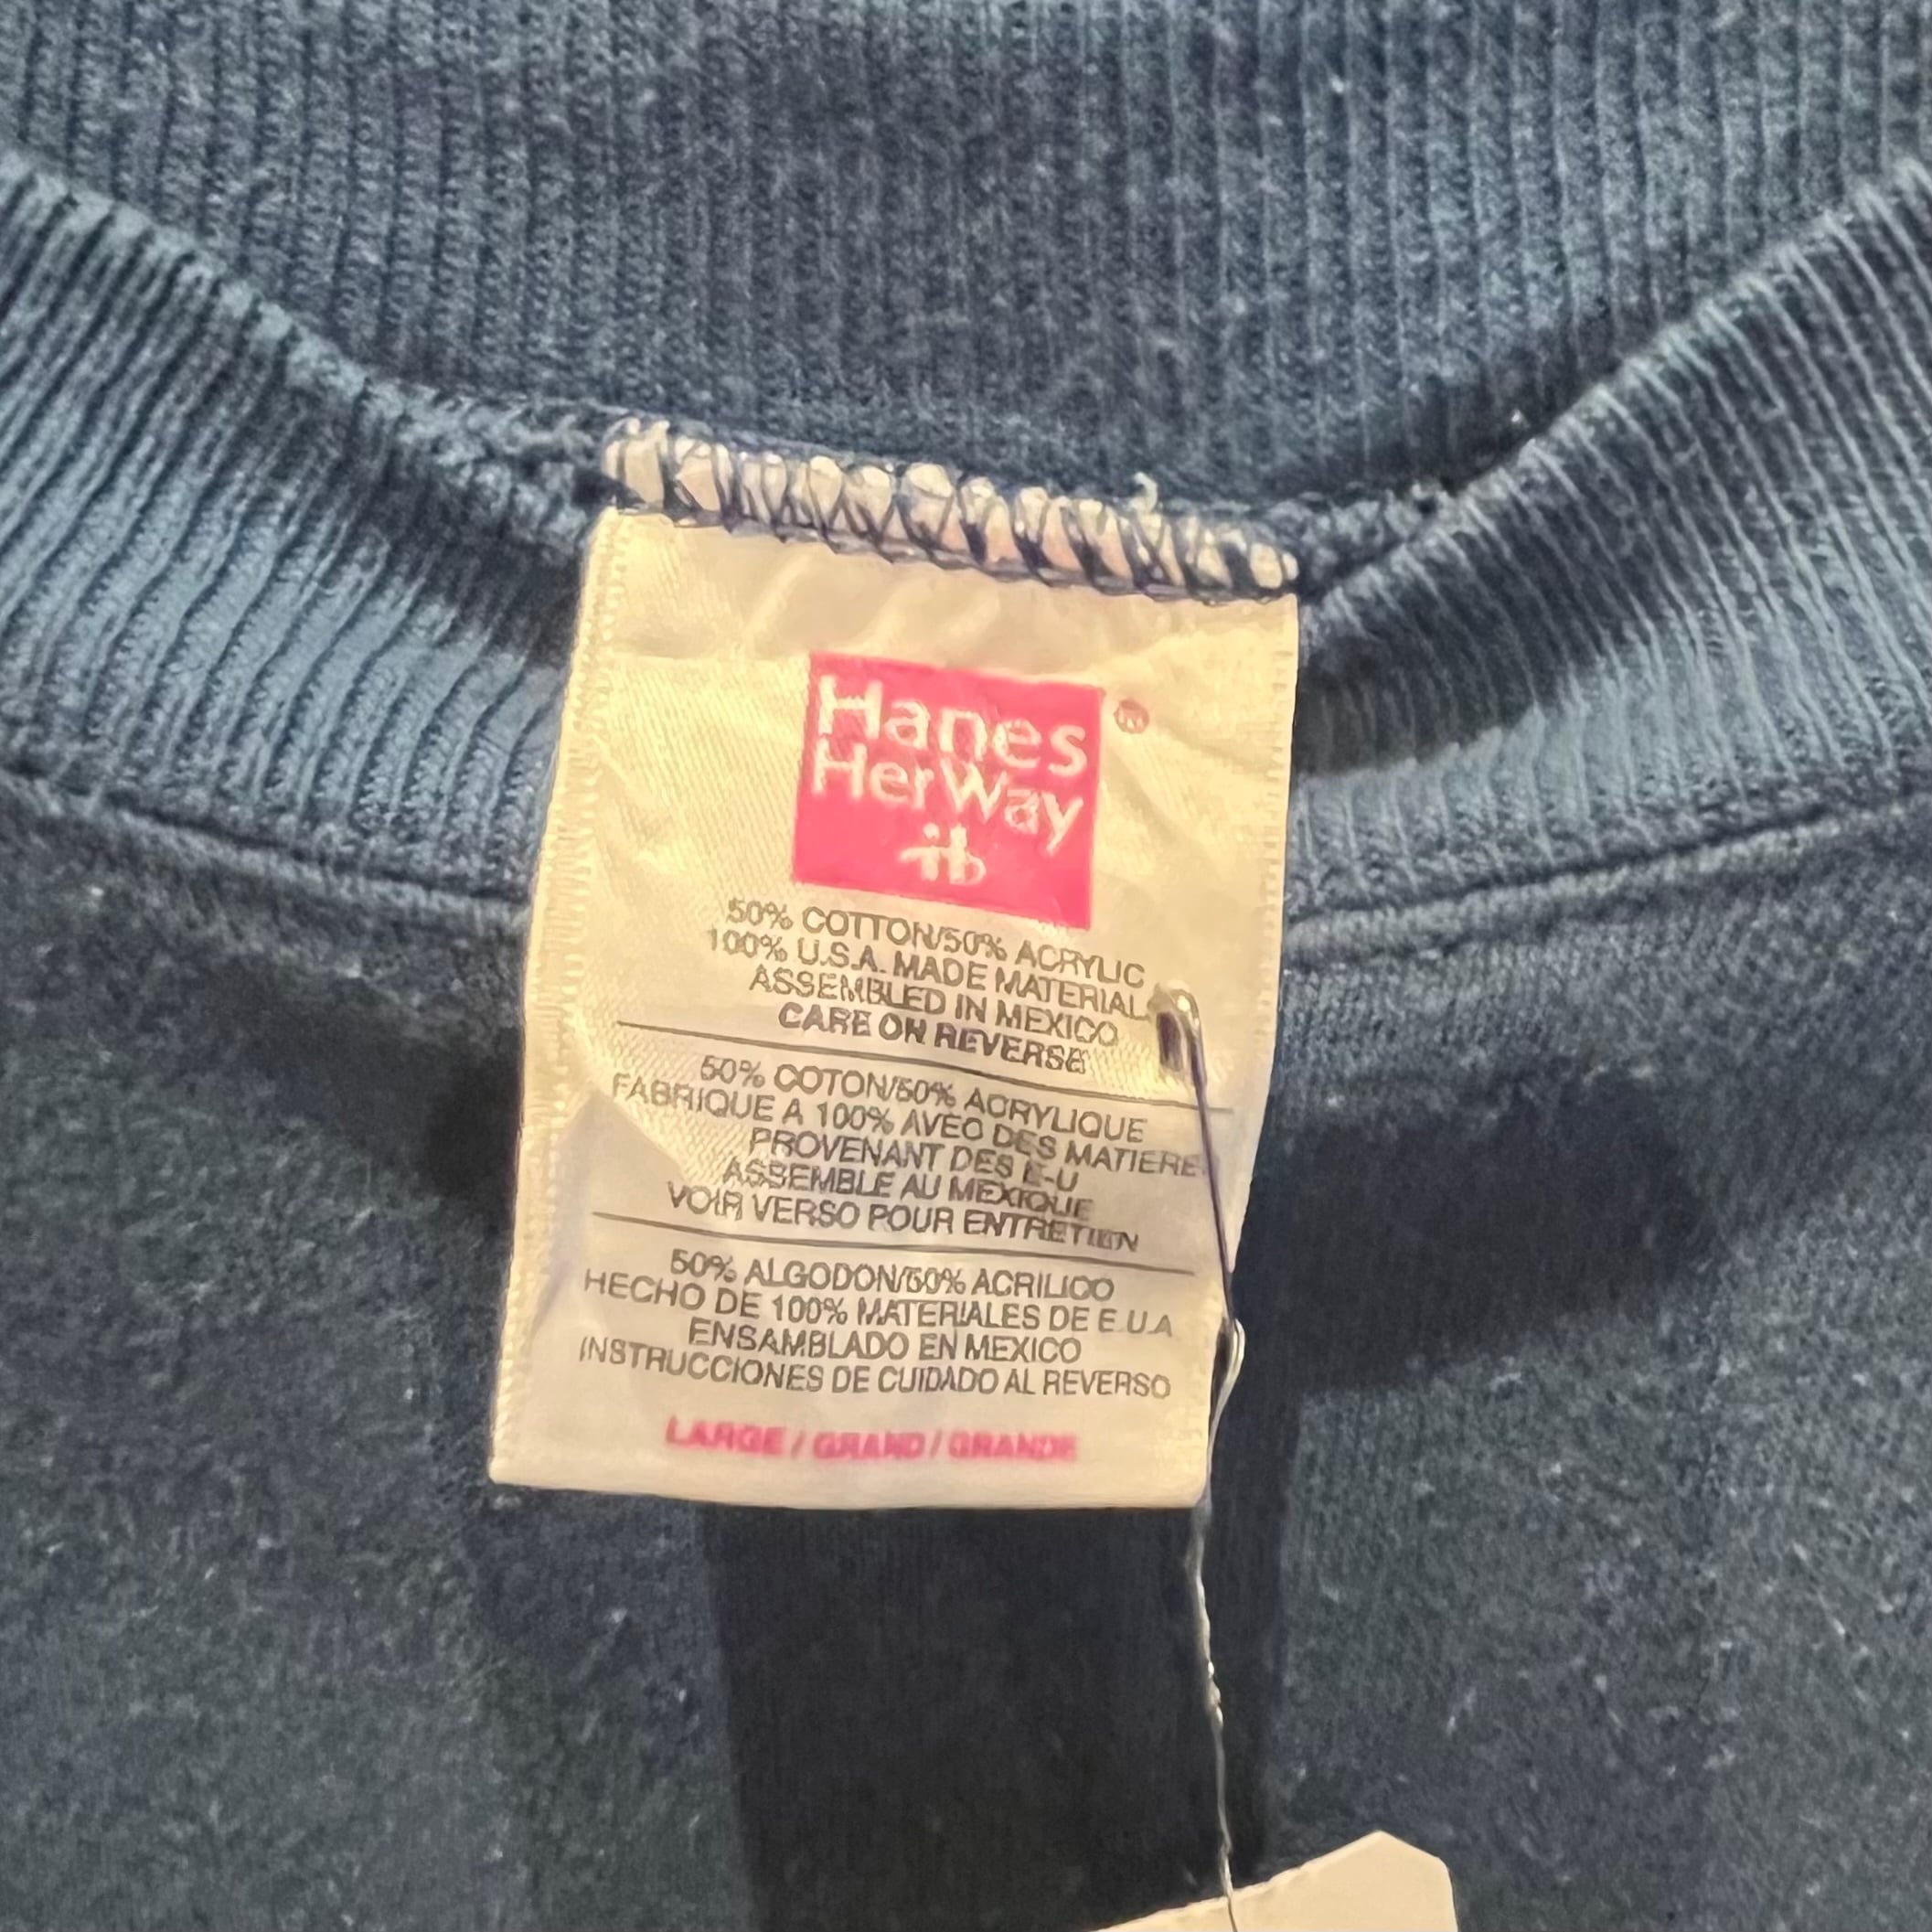 Hanes
HerWay
®
50% COTTON/50% ACRYLIC
100% U.S.A. MADE MATERIAL
ASSEMBLED IN MEXICO
CARE ON REVERSE
50% COTON/50% ACRYLIQUE
FABRIQUE A 100% AVEC DES MATIERE
PROVENANT DES E-U
ASSEMBLE AU MEXIQUE
VOIR VERSO POUR ENTRETIEN
50% ALGODON/50% ACRILICO
HECHO DE 100% MATERIALES DE E.U.A
ENSAMBLADO EN MEXICO
INSTRUCCIONES DE CUIDADO AL REVERSO
LARGE / GRAND / GRANDE